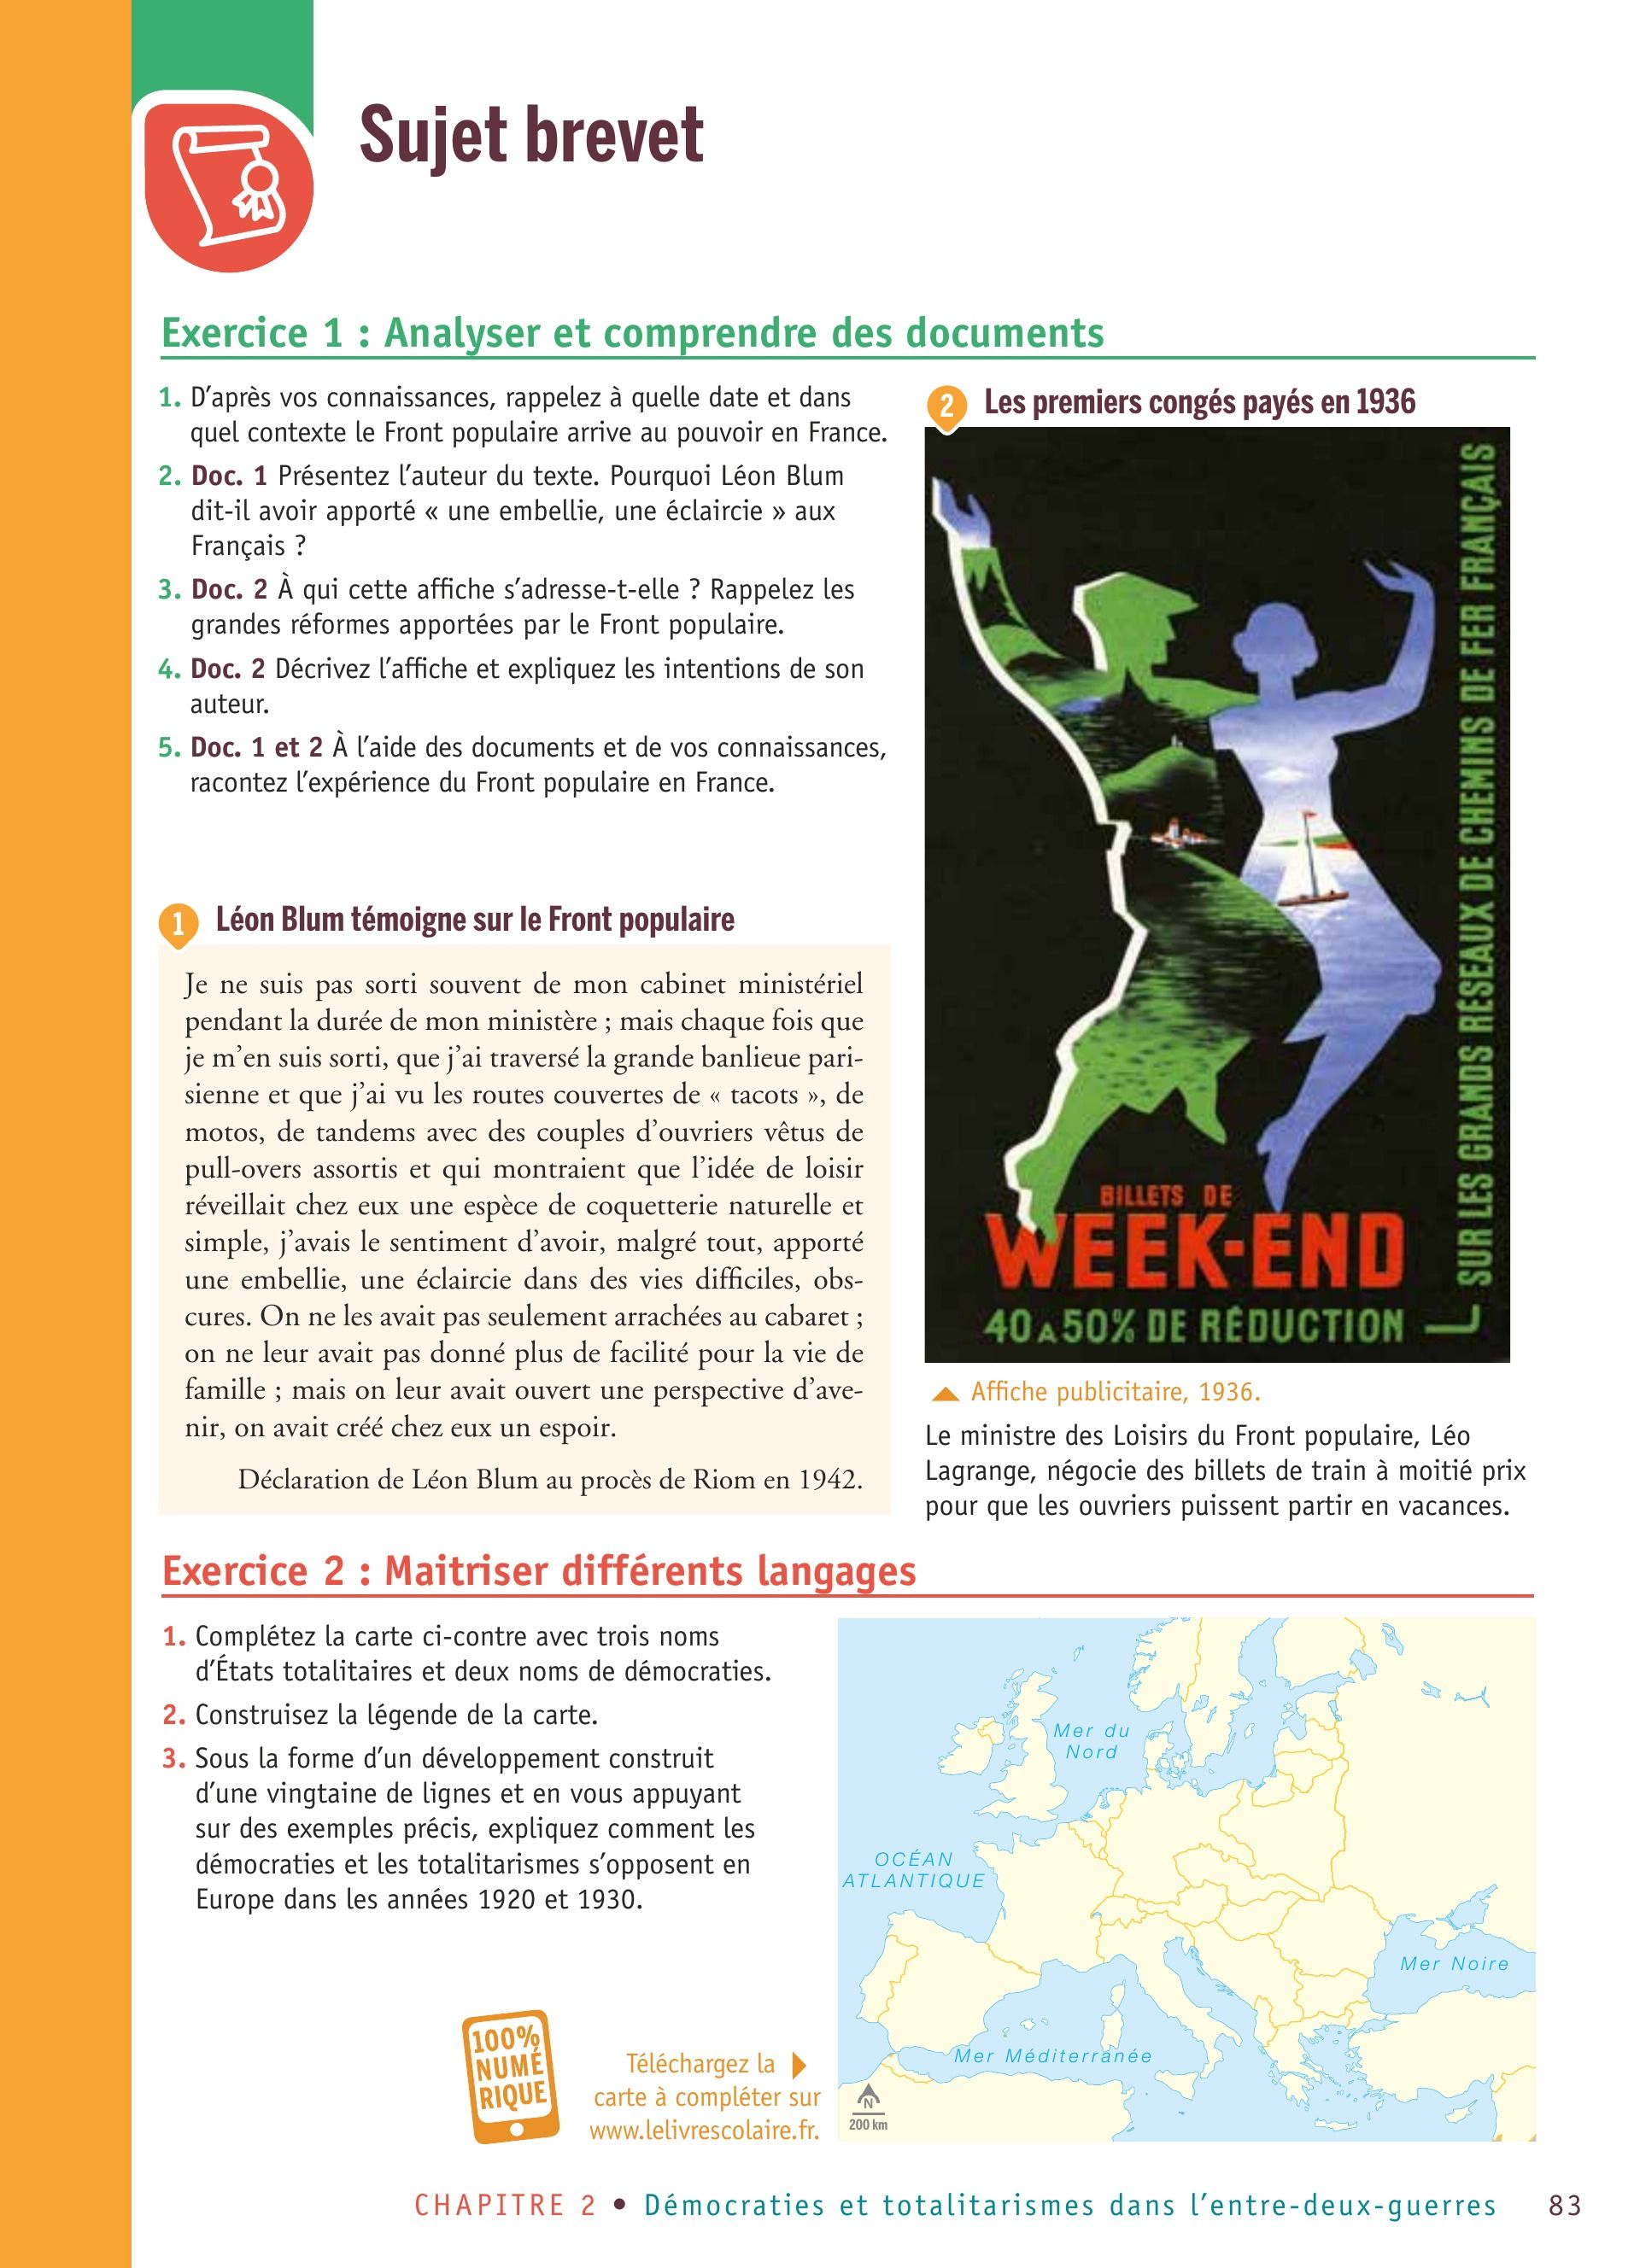 Sujet brevet
Exercice 1 : Analyser et comprendre des documents
1. D'après vos connaissances, rappelez à quelle date et dans
quel contexte le Front populaire arrive au pouvoir en France.
2. Doc. 1 Présentez l'auteur du texte. Pourquoi Léon Blum
dit-il avoir apporté « une embellie, une éclaircie » aux
Français ?
3. Doc. 2 À qui cette affiche s'adresse-t-elle ? Rappelez les
grandes réformes apportées par le Front populaire.
4. Doc. 2 Décrivez l'affiche et expliquez les intentions de son
auteur.
5. Doc. 1 et 2 À l'aide des documents et de vos connaissances,
racontez l'expérience du Front populaire en France.
1 Léon Blum témoigne sur le Front populaire
Je ne suis pas sorti souvent de mon cabinet ministériel
pendant la durée de mon ministère ; mais chaque fois que
je m'en suis sorti, que j'ai traversé la grande banlieue pari-
sienne et que j'ai vu les routes couvertes de « tacots », de
motos, de tandems avec des couples d'ouvriers vêtus de
pull-overs assortis et qui montraient que l'idée de loisir
réveillait chez eux une espèce de coquetterie naturelle et
simple, j'avais le sentiment d'avoir, malgré tout, apporté
une embellie, une éclaircie dans des vies difficiles, obs-
cures. On ne les avait pas seulement arrachées au cabaret ;
on ne leur avait pas donné plus de facilité pour la vie de
famille ; mais on leur avait ouvert une perspective d'ave-
nir, on avait créé chez eux un espoir.
Déclaration de Léon Blum au procès de Riom en 1942.
2 Les premiers congés payés en 1936
BILLETS DE
WEEK-END
40 A 50% DE RÉDUCTION
SUR LES GRANDS RÉSEAUX DE CHEMINS DE FER FRANÇAIS
Affiche publicitaire, 1936.
Le ministre des Loisirs du Front populaire, Léo
Lagrange, négocie des billets de train à moitié prix
pour que les ouvriers puissent partir en vacances.
Exercice 2 : Maitriser différents langages
1. Complétez la carte ci-contre avec trois noms
d'États totalitaires et deux noms de démocraties.
2. Construisez la légende de la carte.
3. Sous la forme d'un développement construit
d'une vingtaine de lignes et en vous appuyant
sur des exemples précis, expliquez comment les
démocraties et les totalitarismes s'opposent en
Europe dans les années 1920 et 1930.
100%
NUMÉ
RIQUE
Téléchargez la
carte à compléter sur
www.lelivrescolaire.fr.
Mer du
Nord
OCÉAN
ATLANTIQUE
Mer Noire
Mer Méditerranée
N
200 km
CHAPITRE 2 • Démocraties et totalitarismes dans l'entre-deux-guerres 83